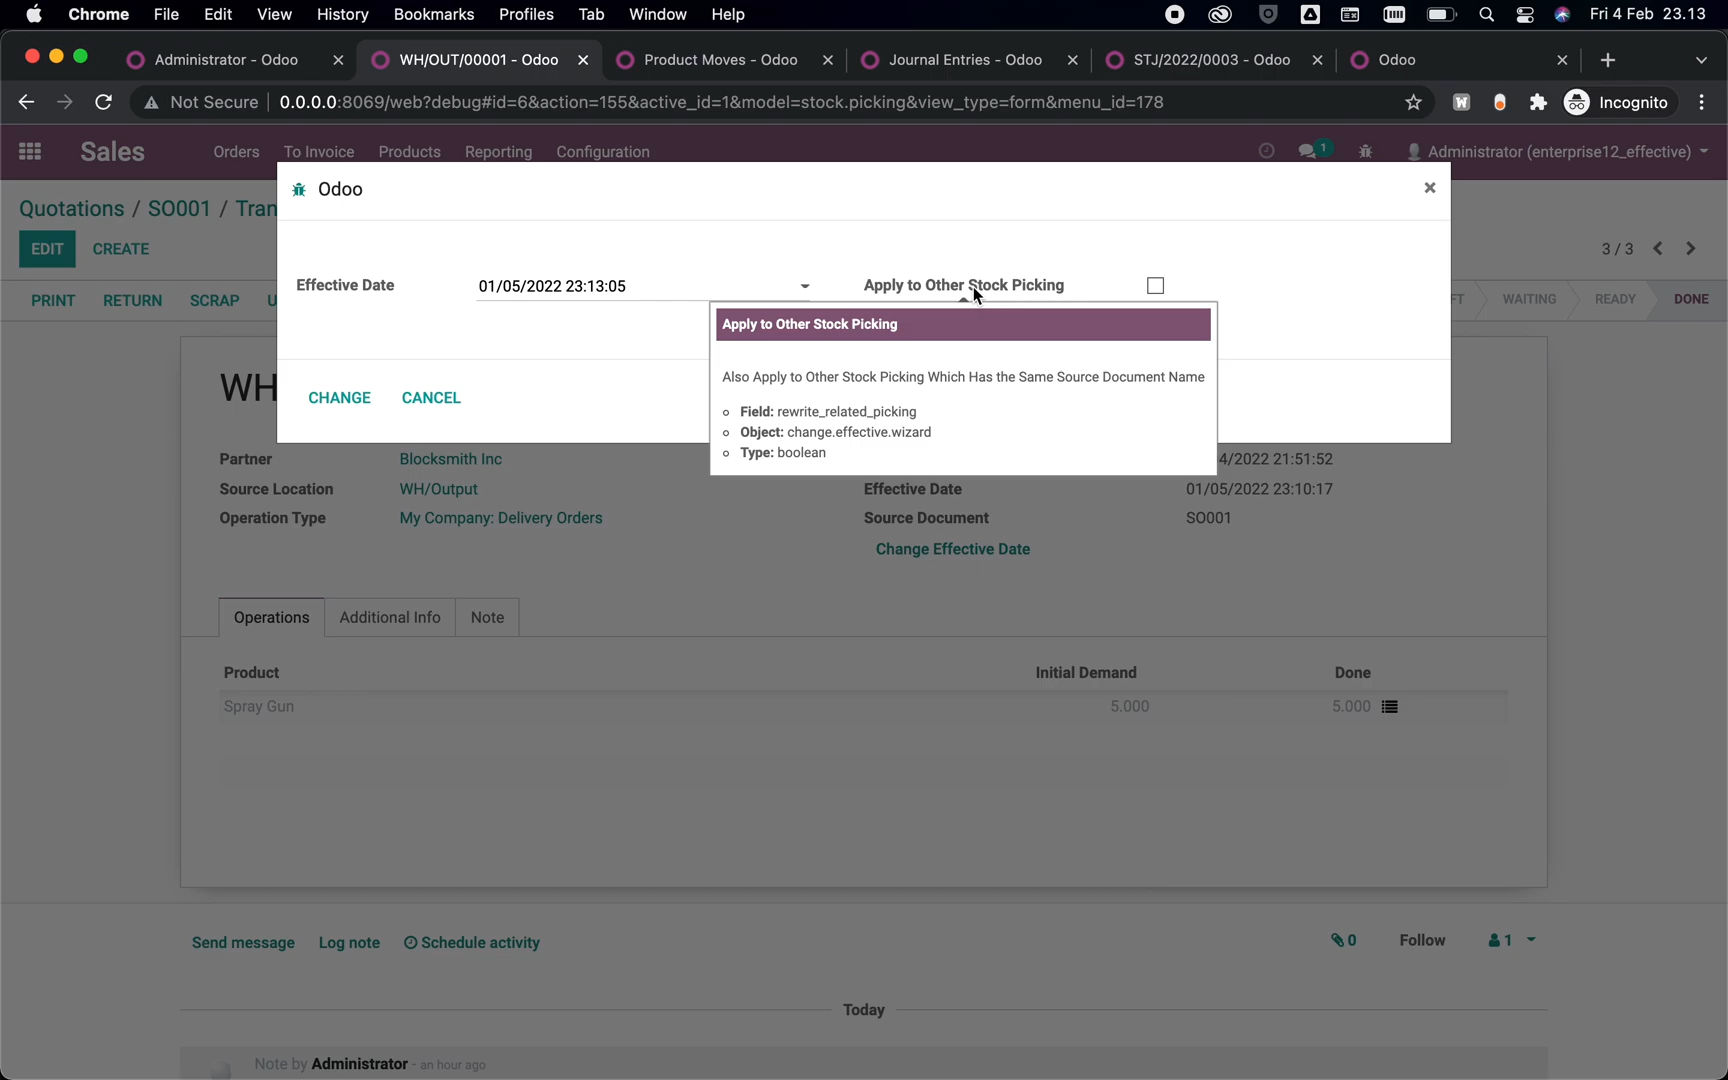 Chrome File Edit View History Bookmarks Profiles Tab Window Help Fri 4 Feb 23.13
Administrator - Odoo WH/OUT/00001 - Odoo Product Moves - Odoo Journal Entries - Odoo STJ/2022/0003 - Odoo Odoo
Not Secure 0.0.0.0:8069/web?debug#id=6&action=155&active_id=1&model=stock.picking&view_type=form&menu_id=178 W Incognito
Sales Orders To Invoice Products Reporting Configuration 1 Administrator (enterprise12_effective)
Odoo
Quotations / SO001 / Tran
EDIT CREATE 3 / 3
Effective Date 01/05/2022 23:13:05 Apply to Other Stock Picking
PRINT RETURN SCRAP U FT WAITING READY DONE
Apply to Other Stock Picking
Also Apply to Other Stock Picking Which Has the Same Source Document Name
WH
CHANGE CANCEL
Field: rewrite_related_picking
Object: change.effective.wizard
Type: boolean
Partner Blocksmith Inc 4/2022 21:51:52
Source Location WH/Output Effective Date 01/05/2022 23:10:17
Operation Type My Company: Delivery Orders Source Document SO001
Change Effective Date
Operations Additional Info Note
Product Initial Demand Done
Spray Gun 5.000 5.000
Send message Log note Schedule activity 0 Follow 1
Today
Note by Administrator - an hour ago